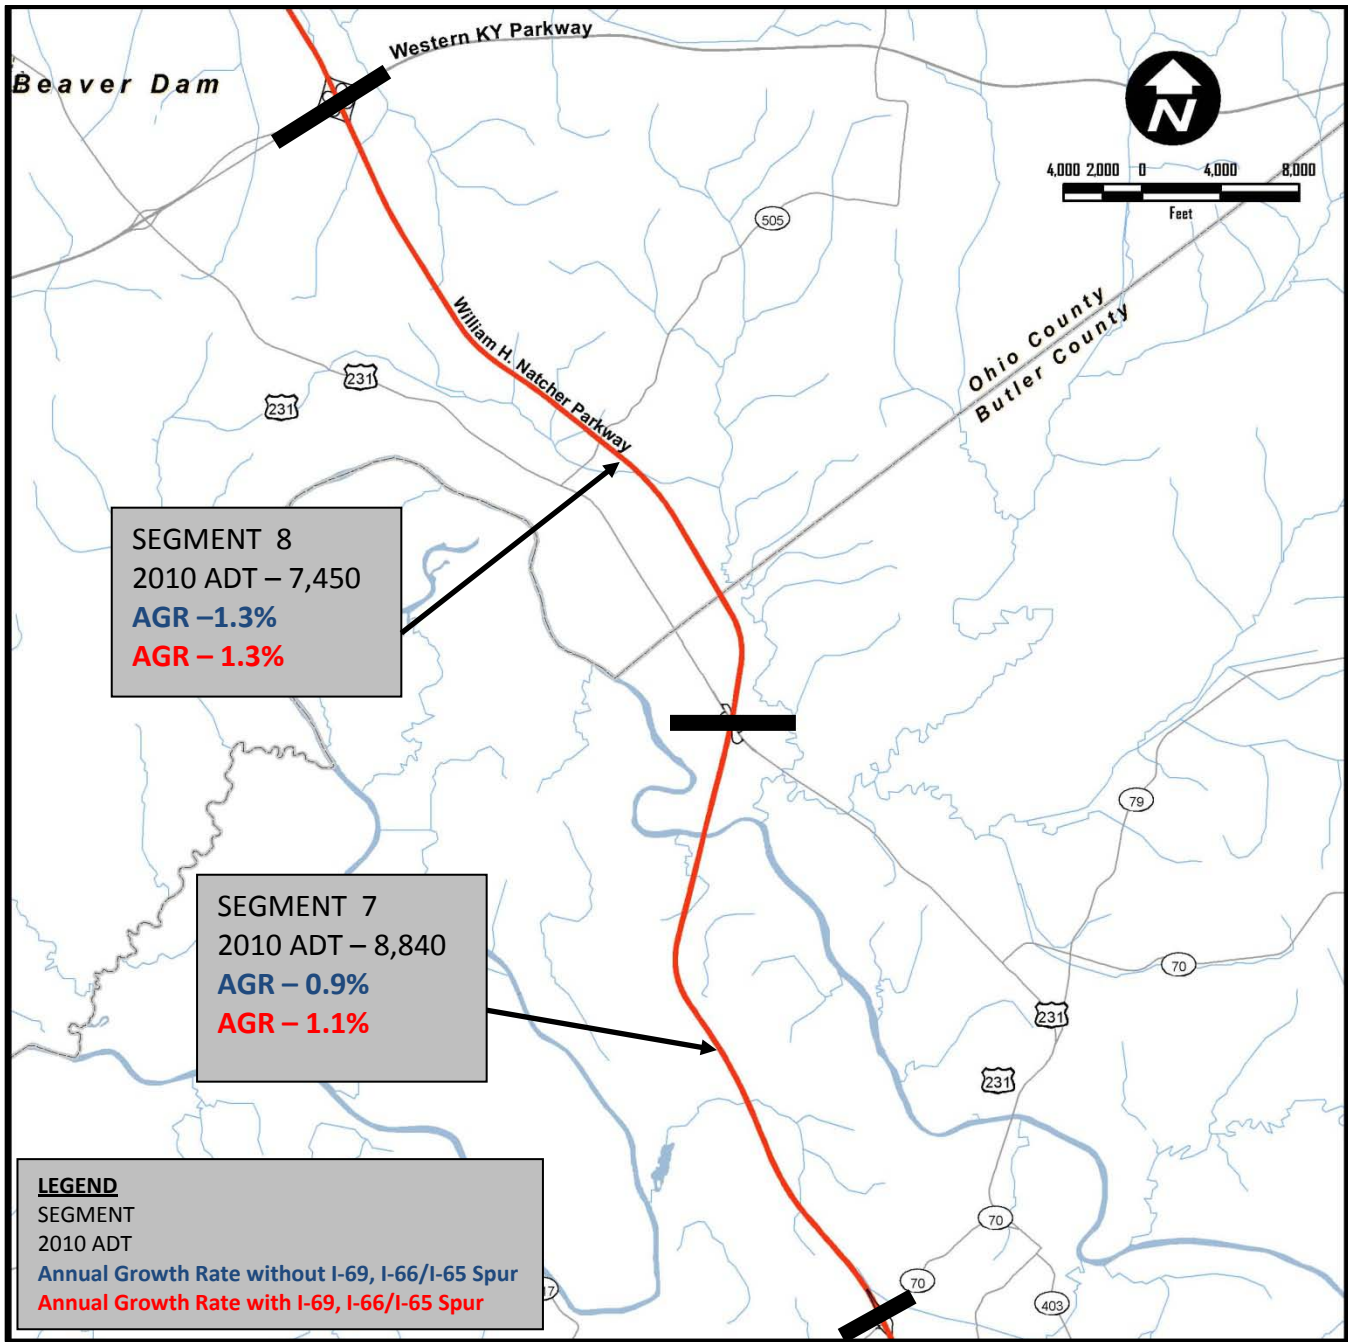 Western KY Parkway
Beaver Dam
N
4,000 2,000 0 4,000 8,000
Feet
505
William H. Natcher Parkway
Ohio County
Butler County
231
231
SEGMENT 8
2010 ADT – 7,450
AGR –1.3%
AGR – 1.3%
79
SEGMENT 7
2010 ADT – 8,840
AGR – 0.9%
AGR – 1.1%
70
231
231
70
70
403
LEGEND
SEGMENT
2010 ADT
Annual Growth Rate without I-69, I-66/I-65 Spur
Annual Growth Rate with I-69, I-66/I-65 Spur